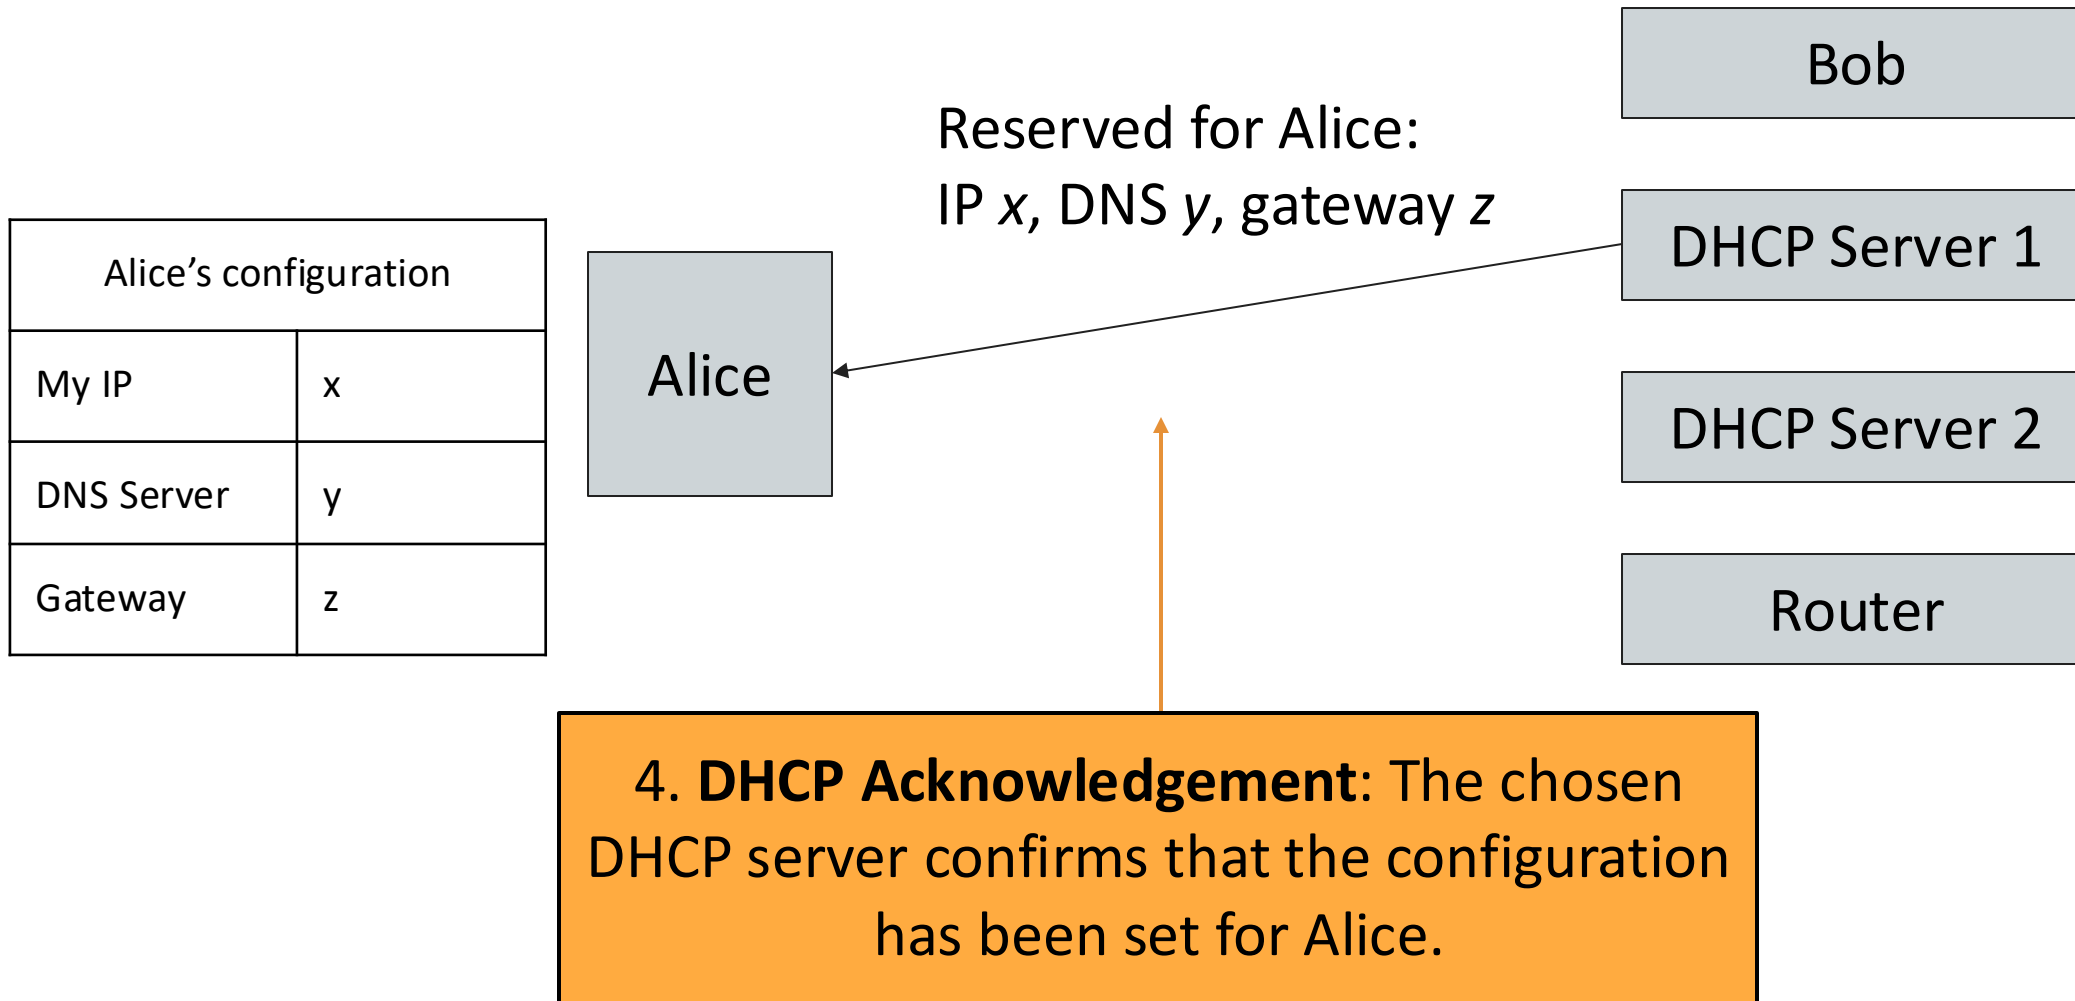 Bob
Reserved for Alice:
IP x, DNS y, gateway z
DHCP Server 1
Alice’s configuration
My IP
x
DNS Server
y
Gateway
z
Alice
DHCP Server 2
Router
4. DHCP Acknowledgement: The chosen
DHCP server confirms that the configuration
has been set for Alice.